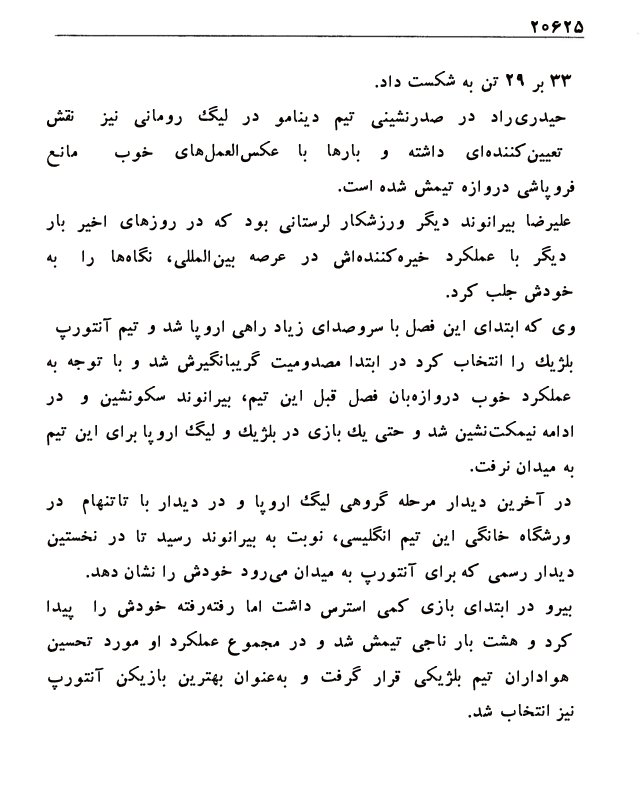 ۲۰۶۲۵
۳۳ بر ۲۹ تن به شکست داد.
حیدری‌راد در صدرنشینی تیم دینامو در لیگ رومانی نیز نقش
تعیین‌کننده‌ای داشته و بارها با عکس‌العمل‌های خوب مانع
فروپاشی دروازه تیمش شده است.
علیرضا بیرانوند دیگر ورزشکار لرستانی بود که در روزهای اخیر بار
دیگر با عملکرد خیره‌کننده‌اش در عرصه بین‌المللی، نگاه‌ها را به
خودش جلب کرد.
وی که ابتدای این فصل با سروصدای زیاد راهی اروپا شد و تیم آنتورپ
بلژیک را انتخاب کرد در ابتدا مصدومیت گریبانگیرش شد و با توجه به
عملکرد خوب دروازه‌بان فصل قبل این تیم، بیرانوند سکونشین و در
ادامه نیمکت‌نشین شد و حتی یك بازی در بلژیك و لیگ اروپا برای این تیم
به میدان نرفت.
در آخرین دیدار مرحله گروهی لیگ اروپا و در دیدار با تاتنهام در
ورشگاه خانگی این تیم انگلیسی، نوبت به بیرانوند رسید تا در نخستین
دیدار رسمی که برای آنتورپ به میدان می‌رود خودش را نشان دهد.
بیرو در ابتدای بازی کمی استرس داشت اما رفته‌رفته خودش را پیدا
کرد و هشت بار ناجی تیمش شد و در مجموع عملکرد او مورد تحسین
هواداران تیم بلژیکی قرار گرفت و به‌عنوان بهترین بازیکن آنتورپ
نیز انتخاب شد.